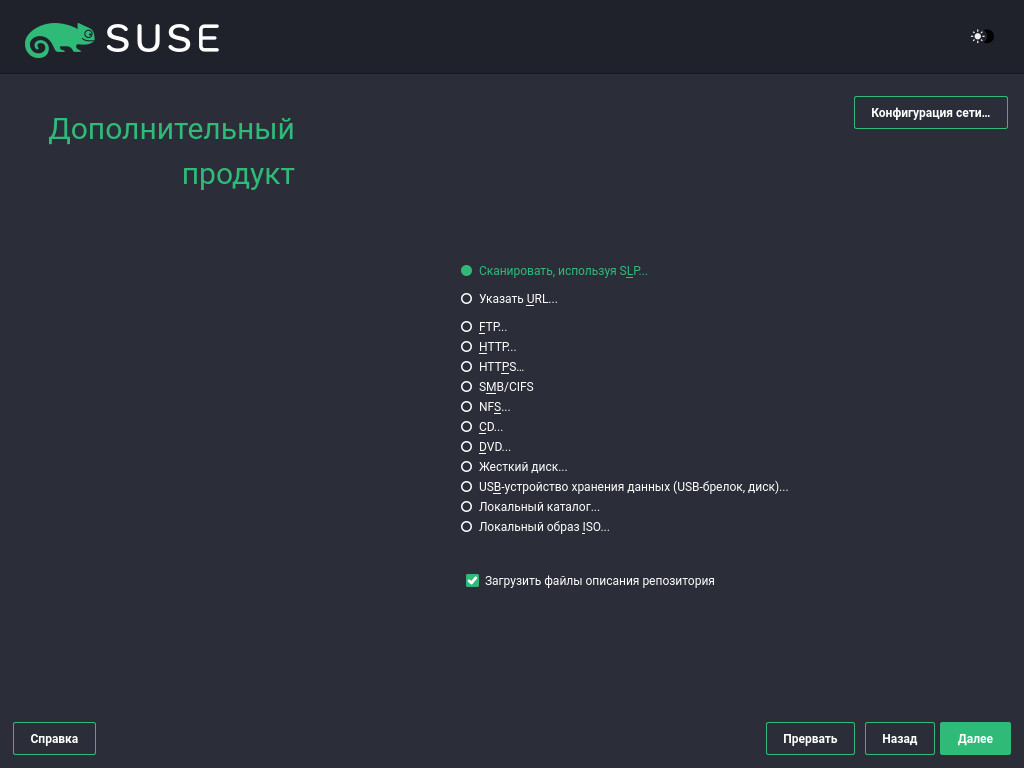 SUSE
Конфигурация сети...
Дополнительный
продукт
Сканировать, используя SLP...
Указать URL...
FTP...
HTTP...
HTTPS...
SMB/CIFS
NFS...
CD...
DVD...
Жесткий диск...
USB-устройство хранения данных (USB-брелок, диск)...
Локальный каталог...
Локальный образ ISO...
Загрузить файлы описания репозитория
Справка
Прервать
Назад
Далее